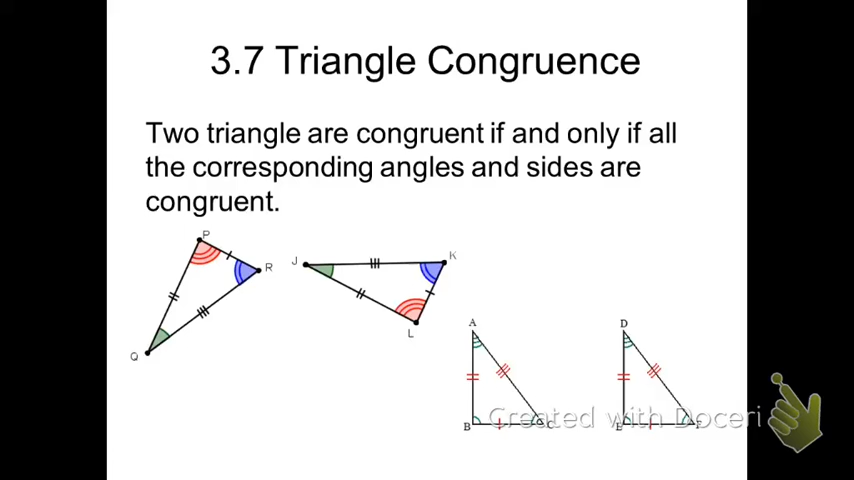 3.7 Triangle Congruence
Two triangle are congruent if and only if all
the corresponding angles and sides are
congruent.
P
R
Q
J
K
L
A
B
C
D
E
F
Created with Doceri